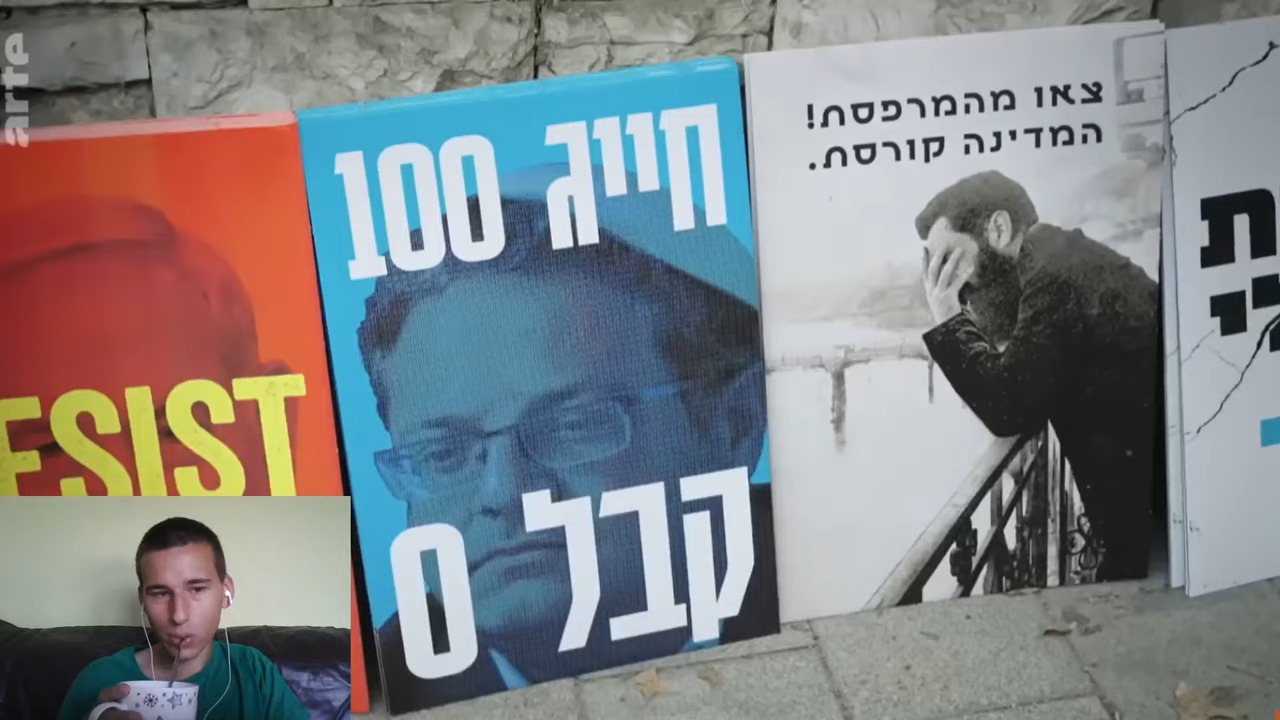 arte
ESIST
חייג 100
קבל 0
צאו מהמרפסת!
המדינה קורסת.